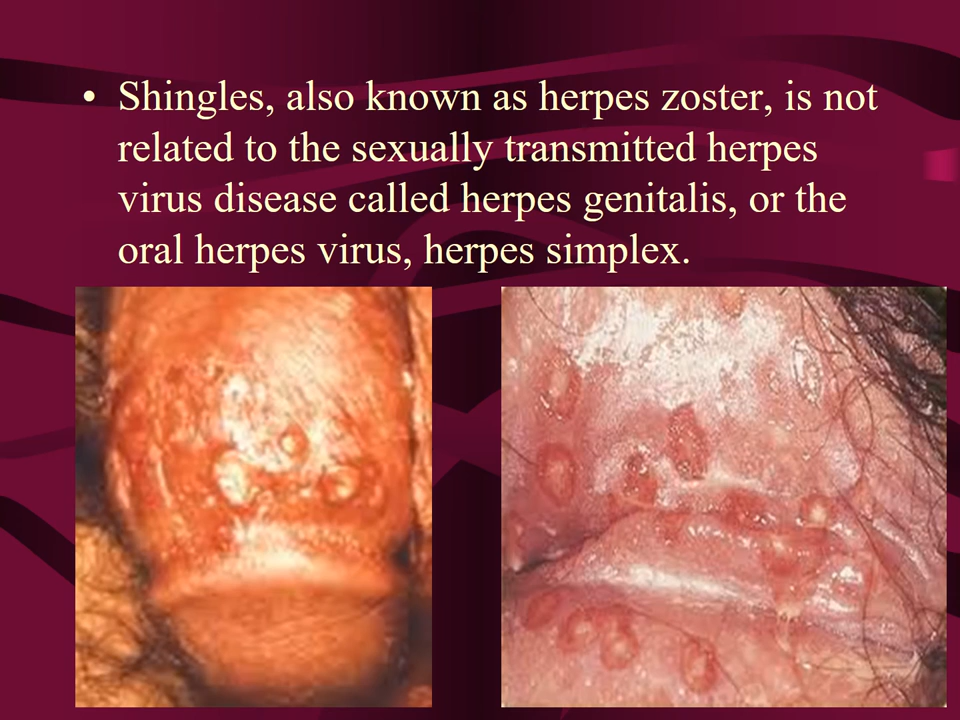 • Shingles, also known as herpes zoster, is not
related to the sexually transmitted herpes
virus disease called herpes genitalis, or the
oral herpes virus, herpes simplex.